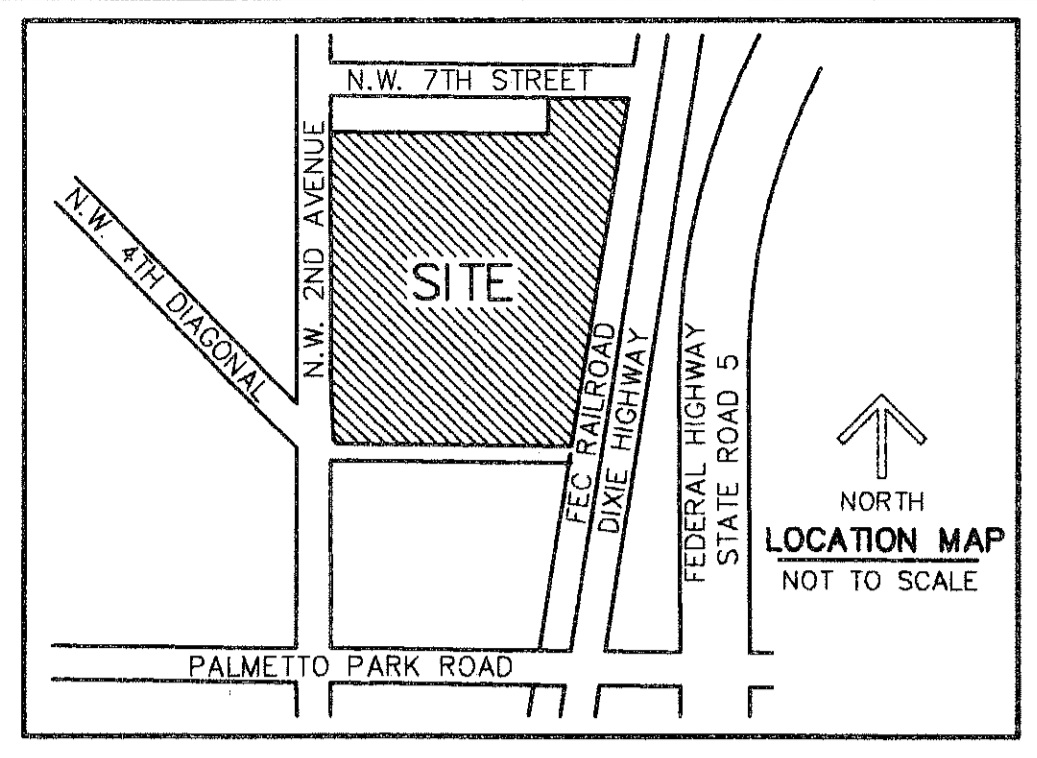 N.W. 7TH STREET
N.W. 2ND AVENUE
N.W. 4TH DIAGONAL
SITE
FEC RAILROAD
DIXIE HIGHWAY
FEDERAL HIGHWAY
STATE ROAD 5
NORTH
LOCATION MAP
NOT TO SCALE
PALMETTO PARK ROAD